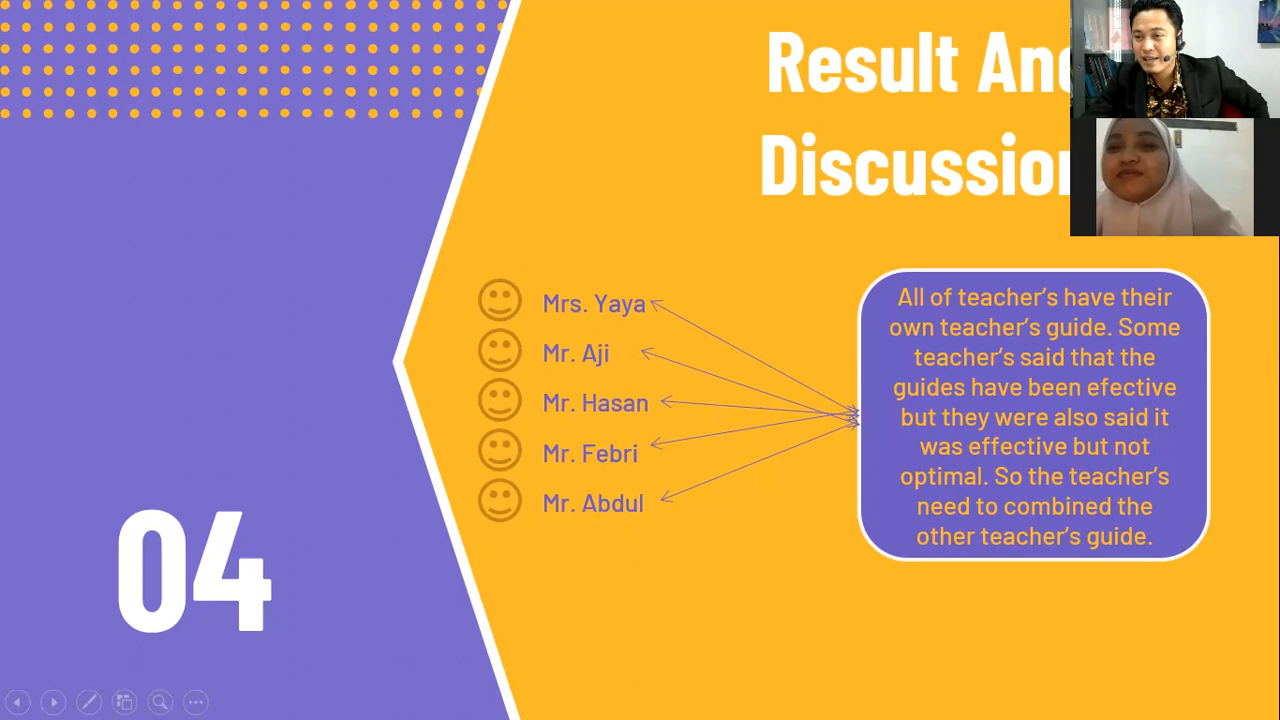 Result And
Discussion
Mrs. Yaya
Mr. Aji
Mr. Hasan
Mr. Febri
Mr. Abdul
All of teacher's have their
own teacher's guide. Some
teacher's said that the
guides have been efective
but they were also said it
was effective but not
optimal. So the teacher's
need to combined the
other teacher's guide.
04